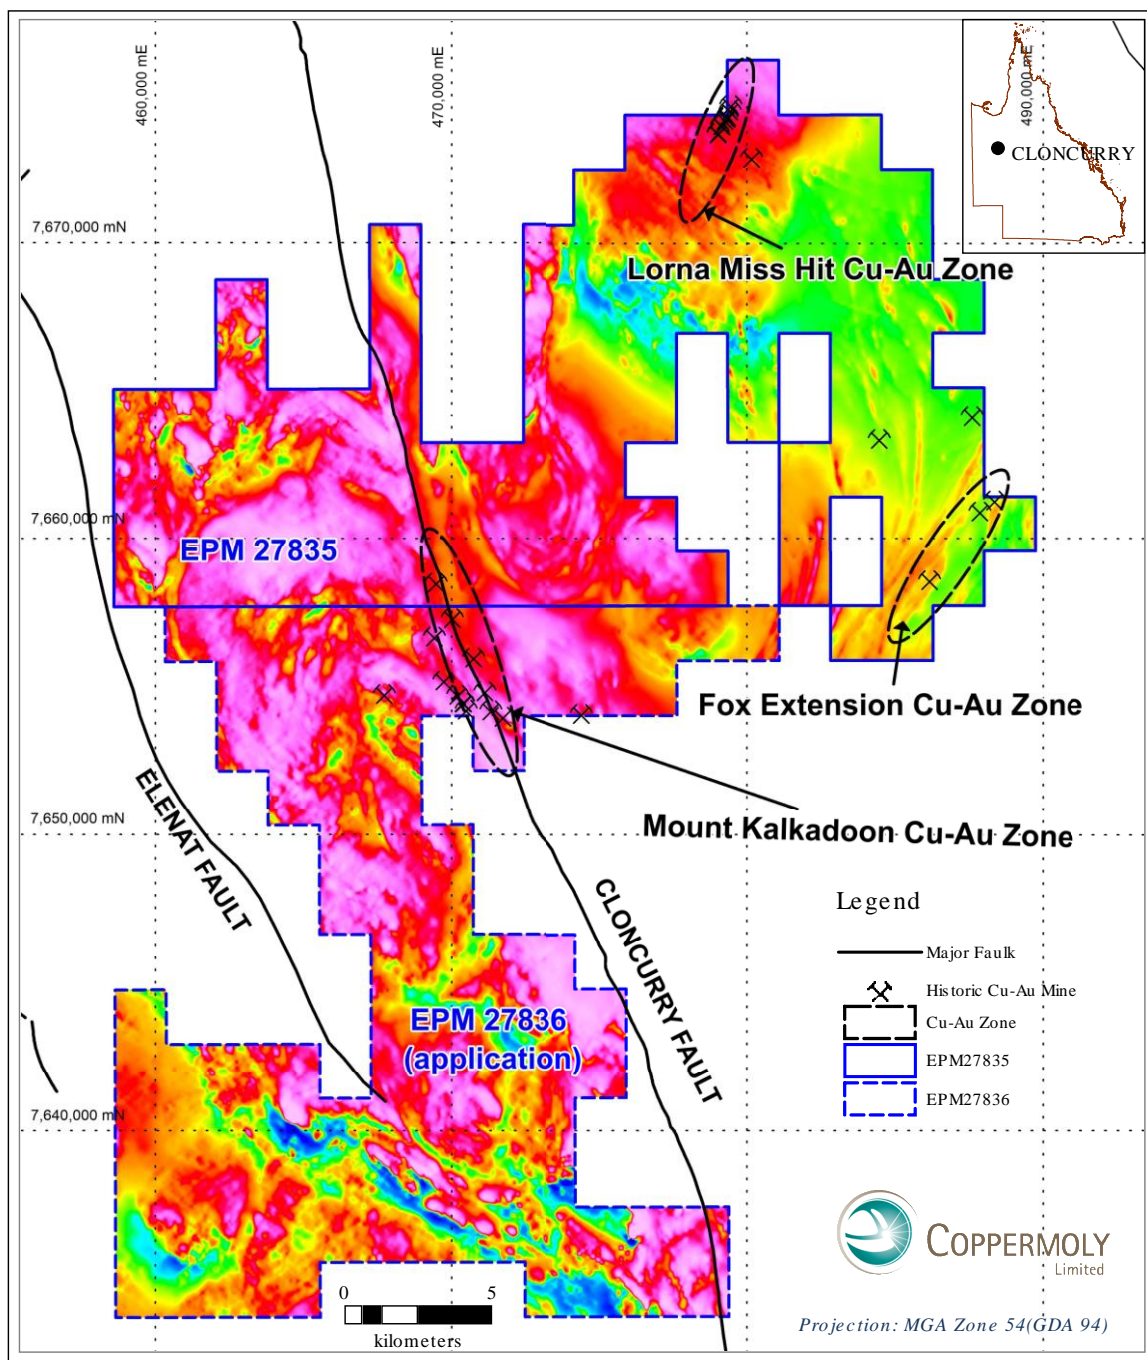 460,000 mE
470,000 mE
490,000 mE
CLONCURRY
7,670,000 mN
Lorna Miss Hit Cu-Au Zone
7,660,000 mN
EPM 27835
Fox Extension Cu-Au Zone
Mount Kalkadoon Cu-Au Zone
7,650,000 mN
ELENAT FAULT
CLONCURRY FAULT
Legend
Major Faulk
Historic Cu-Au Mine
Cu-Au Zone
EPM27835
EPM27836
EPM 27836
(application)
7,640,000 mN
COPPERMOLY
Limited
0 5
kilometers
Projection: MGA Zone 54(GDA 94)